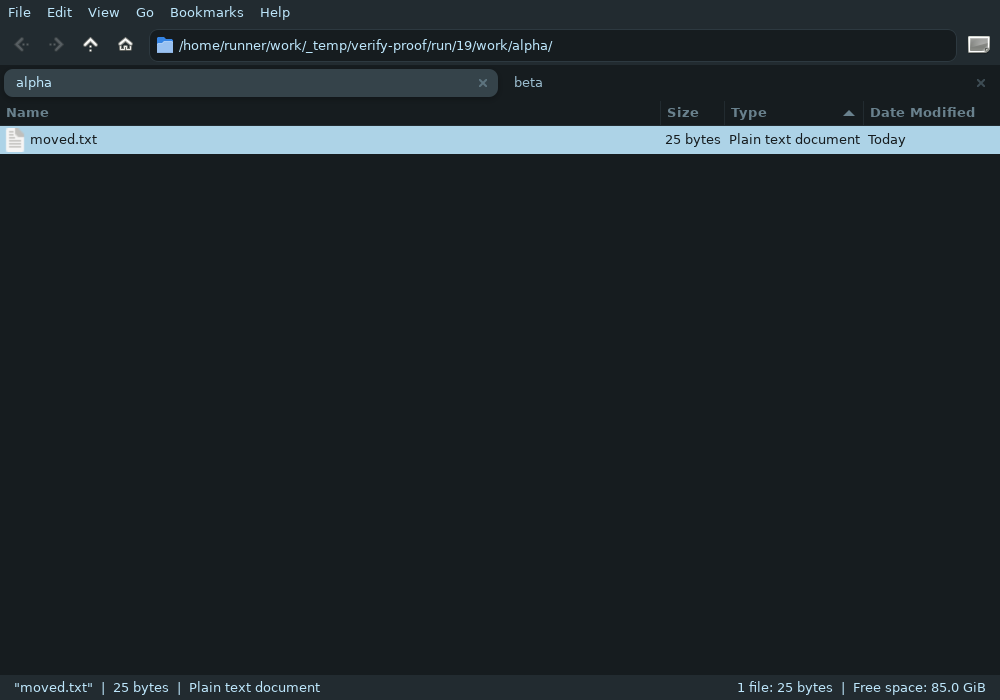 File Edit View Go Bookmarks Help
/home/runner/work/_temp/verify-proof/run/19/work/alpha/
alpha beta
Name Size Type Date Modified
moved.txt 25 bytes Plain text document Today
"moved.txt" | 25 bytes | Plain text document 1 file: 25 bytes | Free space: 85.0 GiB